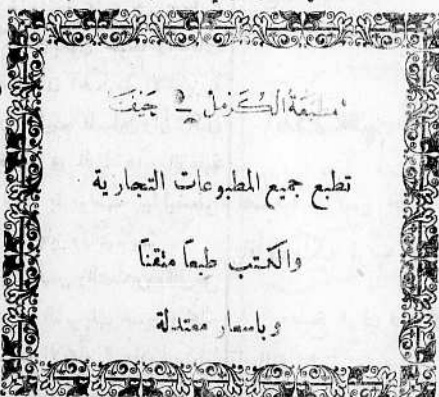 مطبعة الكرمل في حيفا
تطبع جميع المطبوعات التجارية
والكتب طبعاً متقناً
وباسعار معتدلة